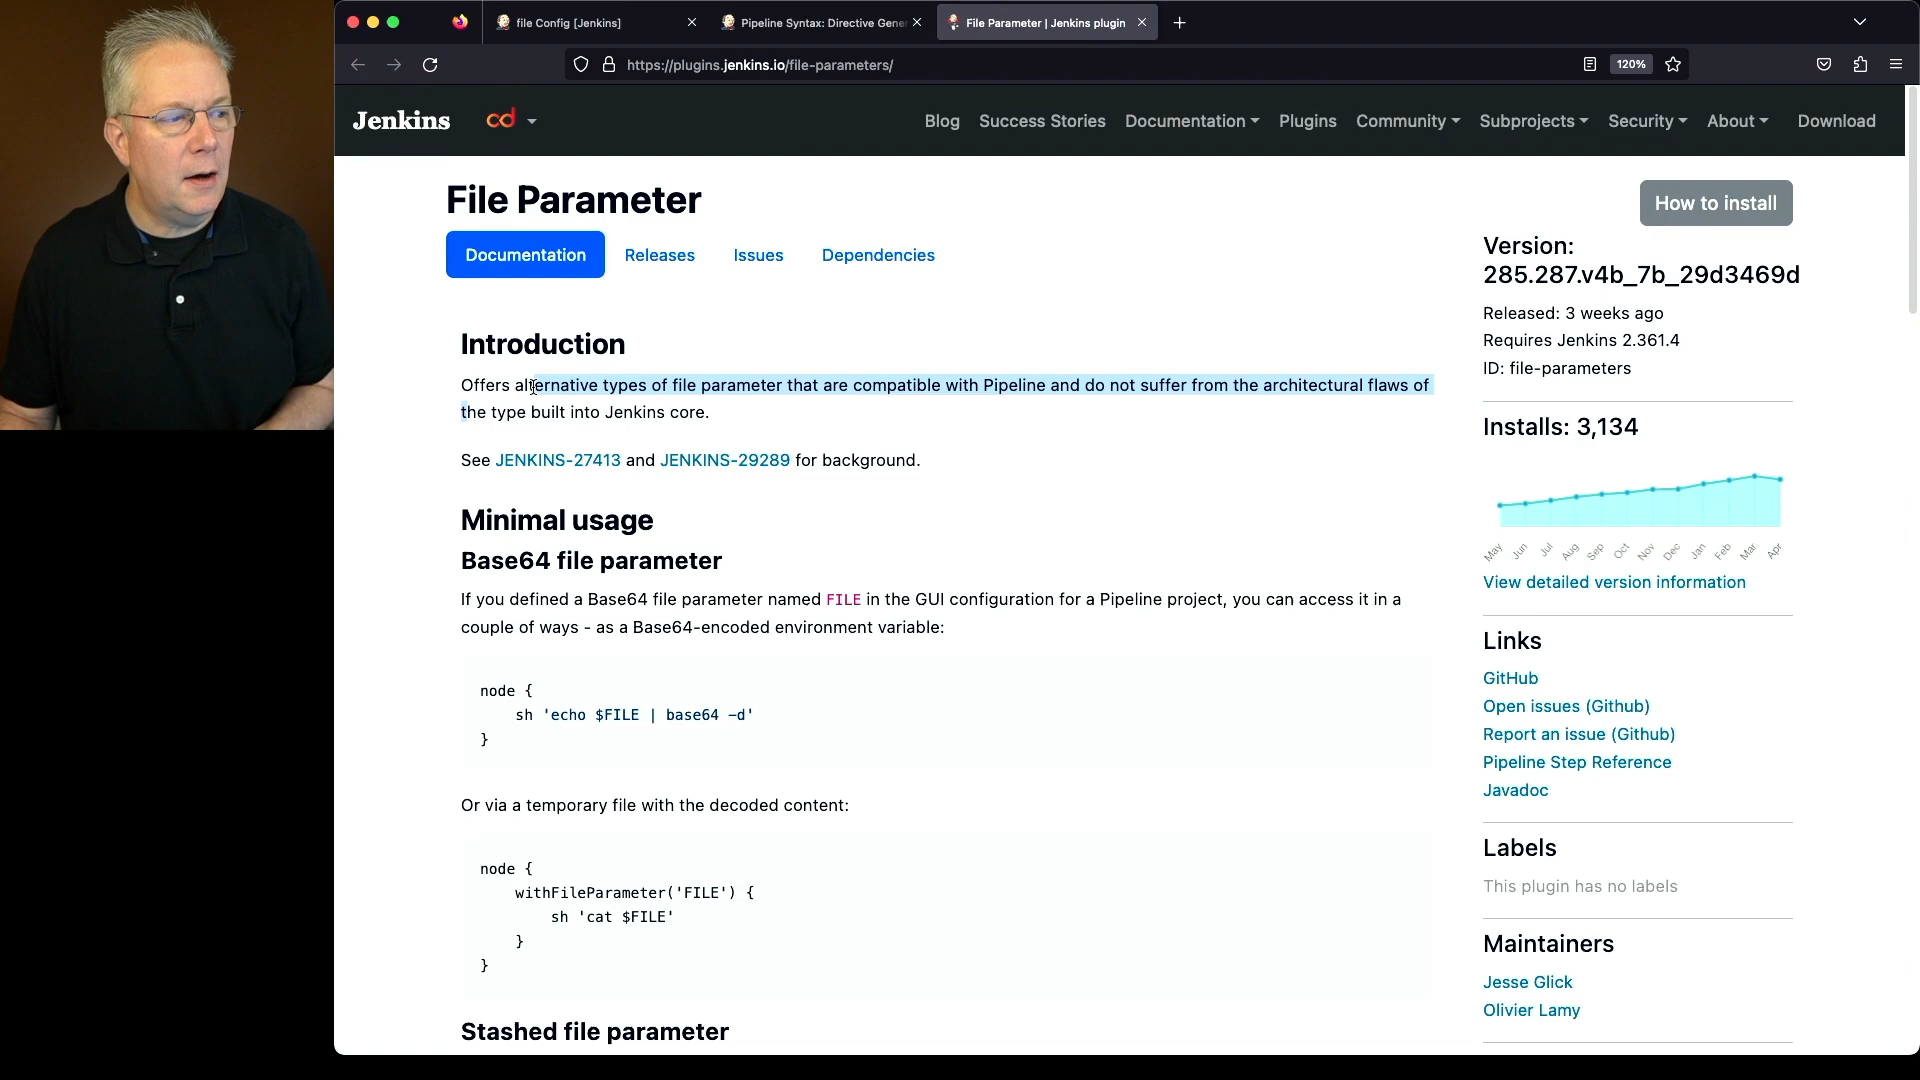 file Config [Jenkins]
Pipeline Syntax: Directive Gene
File Parameter | Jenkins plugin
https://plugins.jenkins.io/file-parameters/
120%
Jenkins
cd
Blog
Success Stories
Documentation
Plugins
Community
Subprojects
Security
About
Download
File Parameter
How to install
Documentation
Releases
Issues
Dependencies
Version:
285.287.v4b_7b_29d3469d
Released: 3 weeks ago
Requires Jenkins 2.361.4
ID: file-parameters
Introduction
Offers alternative types of file parameter that are compatible with Pipeline and do not suffer from the architectural flaws of
the type built into Jenkins core.
See JENKINS-27413 and JENKINS-29289 for background.
Installs: 3,134
May
Jun
Jul
Aug
Sep
Oct
Nov
Dec
Jan
Feb
Mar
Apr
View detailed version information
Minimal usage
Base64 file parameter
If you defined a Base64 file parameter named FILE in the GUI configuration for a Pipeline project, you can access it in a
couple of ways - as a Base64-encoded environment variable:
node {
sh 'echo $FILE | base64 -d'
}
Or via a temporary file with the decoded content:
node {
withFileParameter('FILE') {
sh 'cat $FILE'
}
}
Stashed file parameter
Links
GitHub
Open issues (Github)
Report an issue (Github)
Pipeline Step Reference
Javadoc
Labels
This plugin has no labels
Maintainers
Jesse Glick
Olivier Lamy